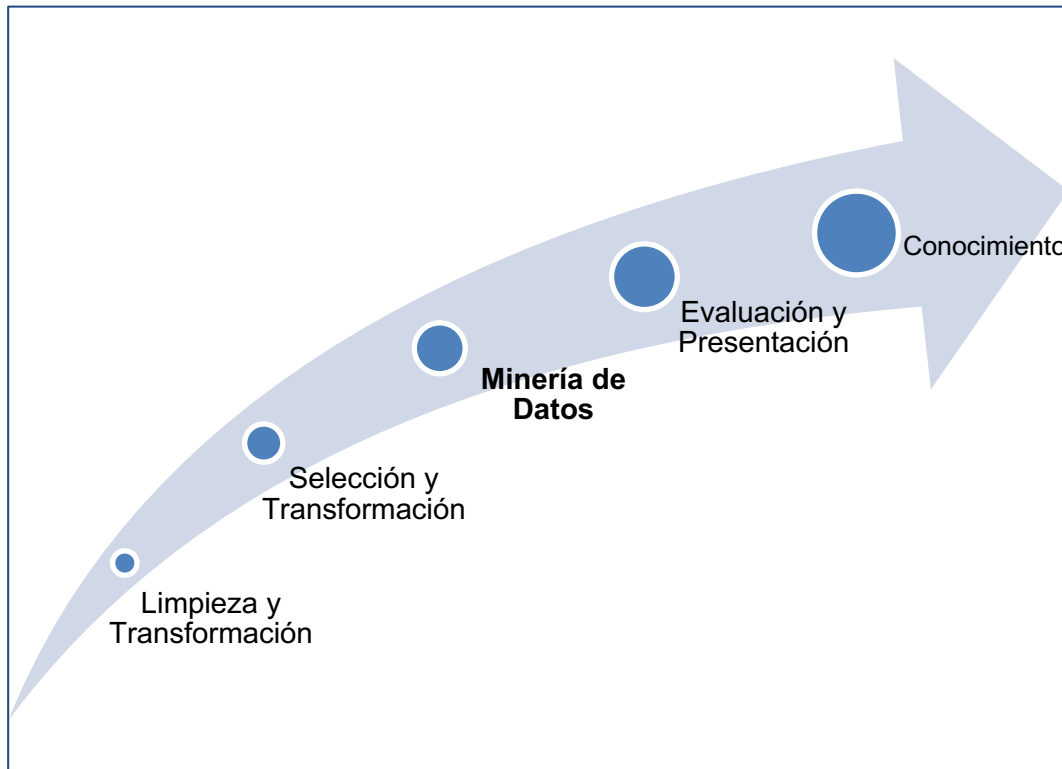 Conocimiento
Evaluación y
Presentación
Minería de
Datos
Selección y
Transformación
Limpieza y
Transformación